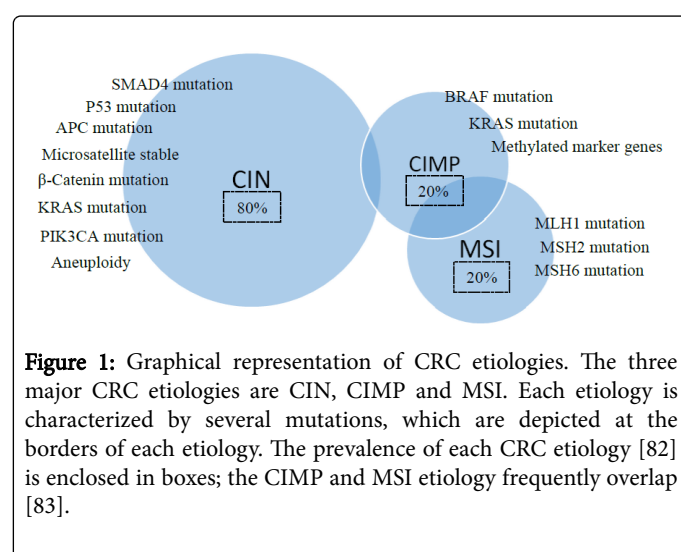 SMAD4 mutation
P53 mutation
APC mutation
Microsatellite stable
β-Catenin mutation
KRAS mutation
PIK3CA mutation
Aneuploidy
CIN
80%
BRAF mutation
KRAS mutation
Methylated marker genes
CIMP
20%
MLH1 mutation
MSH2 mutation
MSH6 mutation
MSI
20%
Figure 1: Graphical representation of CRC etiologies. The three
major CRC etiologies are CIN, CIMP and MSI. Each etiology is
characterized by several mutations, which are depicted at the
borders of each etiology. The prevalence of each CRC etiology [82]
is enclosed in boxes; the CIMP and MSI etiology frequently overlap
[83].